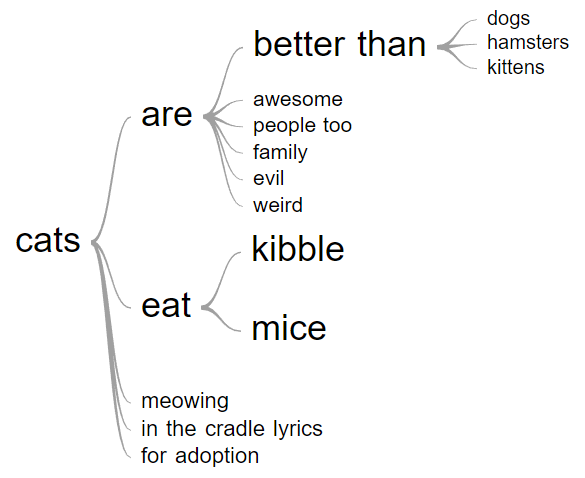 cats
are
better than
dogs
hamsters
kittens
awesome
people too
family
evil
weird
eat
kibble
mice
meowing
in the cradle lyrics
for adoption